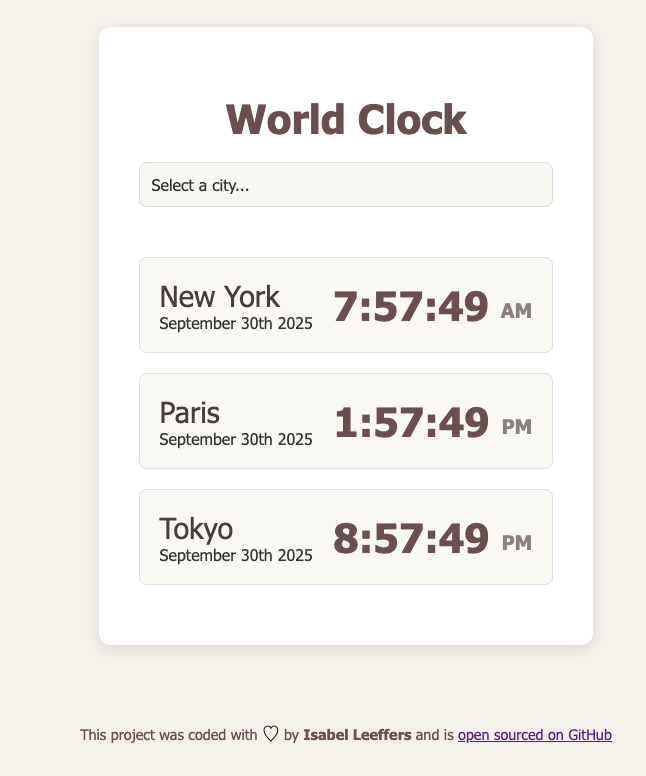 World Clock
Select a city...
New York
September 30th 2025
7:57:49 AM
Paris
September 30th 2025
1:57:49 PM
Tokyo
September 30th 2025
8:57:49 PM
This project was coded with ♡ by Isabel Leeffers and is open sourced on GitHub